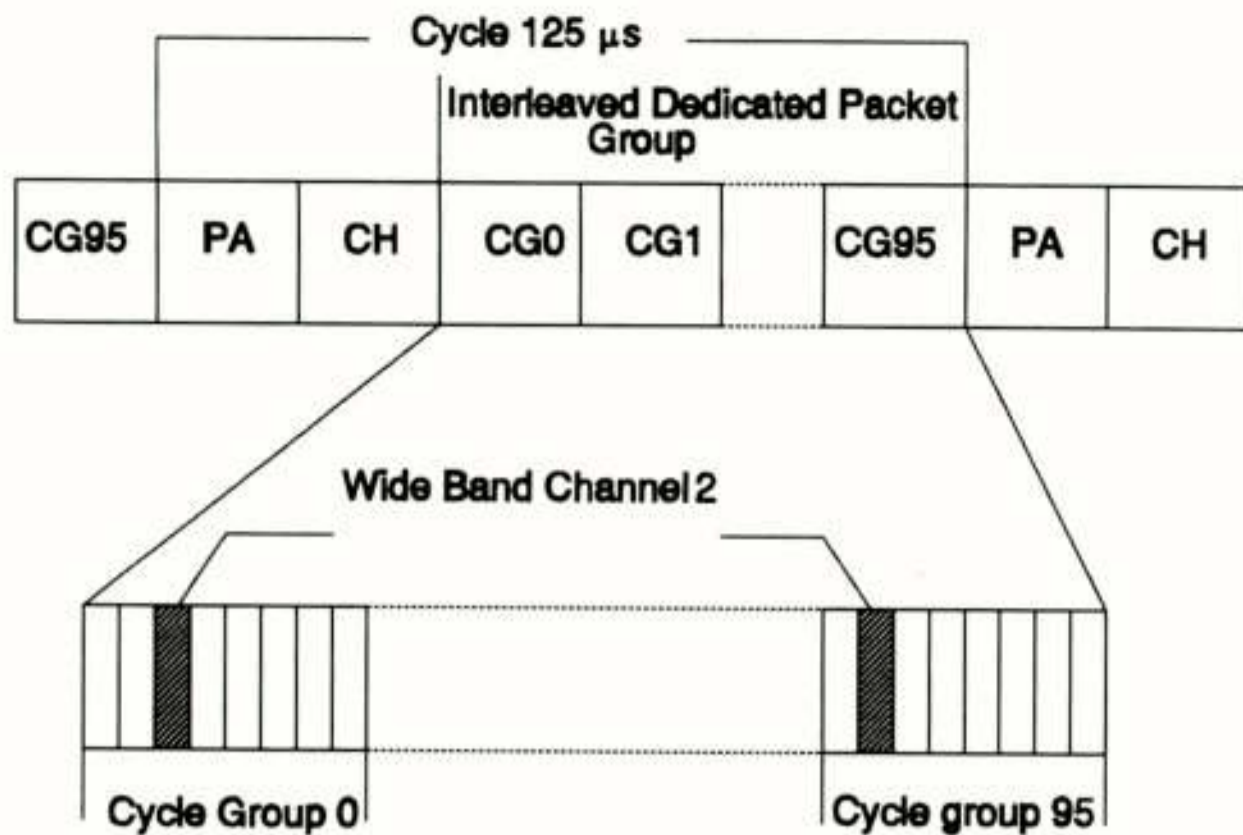 Cycle 125 μs
Interleaved Dedicated Packet
Group
CG95 PA CH CG0 CG1 CG95 PA CH
Wide Band Channel 2
Cycle Group 0 Cycle group 95